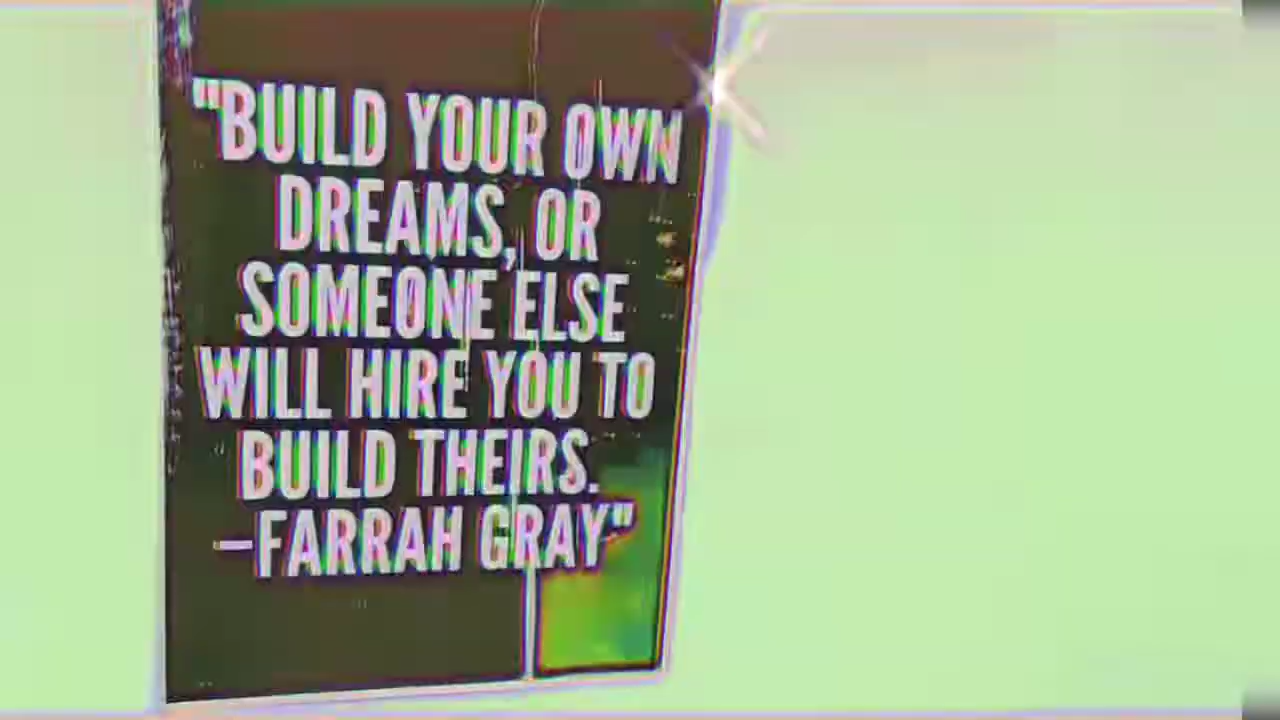 "BUILD YOUR OWN
DREAMS, OR
SOMEONE ELSE
WILL HIRE YOU TO
BUILD THEIRS.
–FARRAH GRAY"